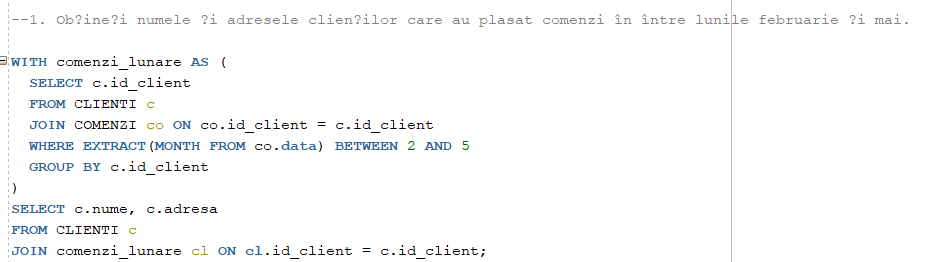 --1. Ob?ine?i numele ?i adresele clien?ilor care au plasat comenzi în între lunile februarie ?i mai.
WITH comenzi_lunare AS (
SELECT c.id_client
FROM CLIENTI c
JOIN COMENZI co ON co.id_client = c.id_client
WHERE EXTRACT(MONTH FROM co.data) BETWEEN 2 AND 5
GROUP BY c.id_client
)
SELECT c.nume, c.adresa
FROM CLIENTI c
JOIN comenzi_lunare cl ON cl.id_client = c.id_client;